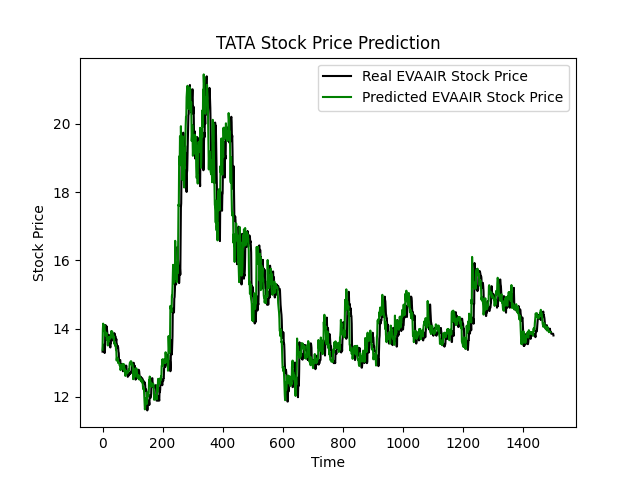 TATA Stock Price Prediction
Real EVAAIR Stock Price
Predicted EVAAIR Stock Price
Stock Price
20
18
16
14
12
0 200 400 600 800 1000 1200 1400
Time